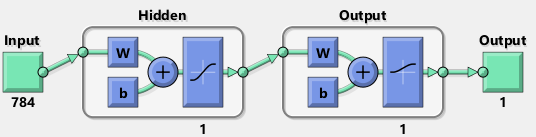 Hidden Output
Input Output
W W
b b
784 1
1 1